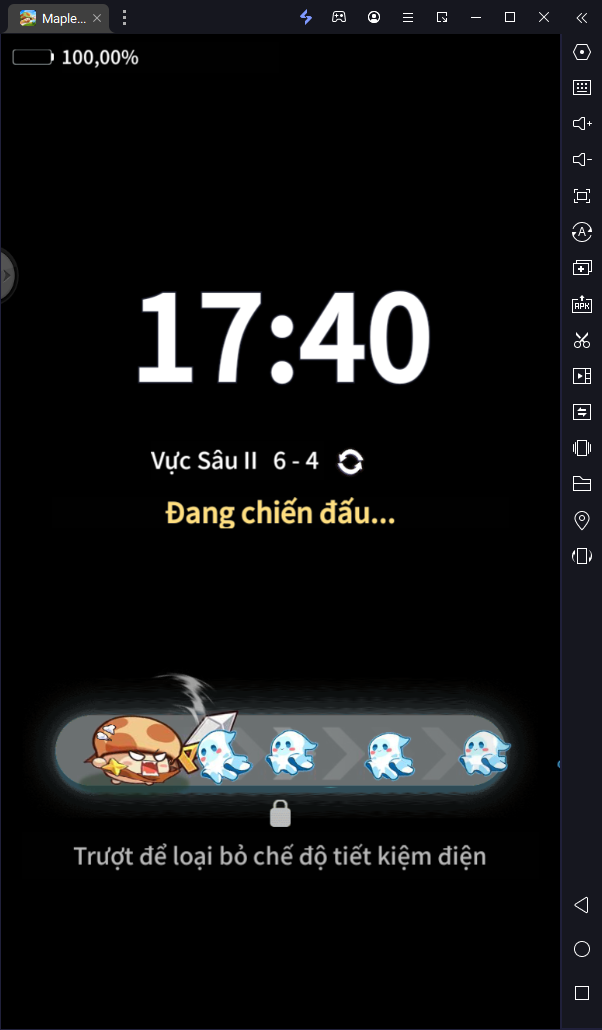 Maple...
100,00%
17:40
Vực Sâu II 6 - 4
Đang chiến đấu...
Trượt để loại bỏ chế độ tiết kiệm điện
A
APK